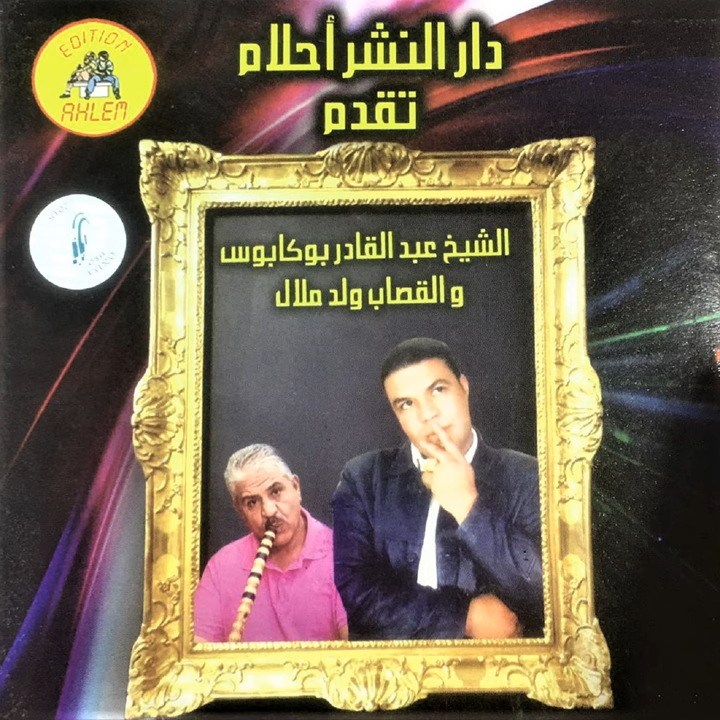 دار النشر أحلام
تقدم
EDITION
AHLEM
الشيخ عبد القادر بوكابوس
و القصاب ولد ملال